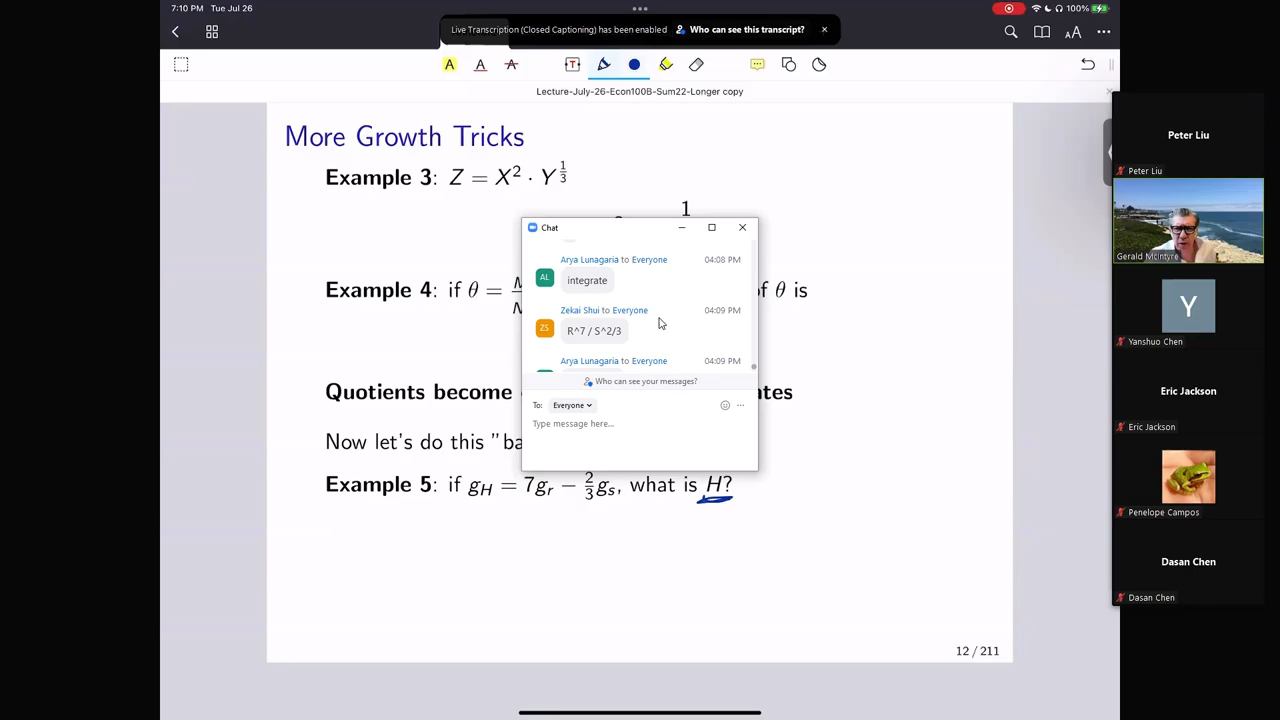 7:10 PM Tue Jul 26
100%
Live Transcription (Closed Captioning) has been enabled Who can see this transcript?
Lecture-July-26-Econ100B-Sum22-Longer copy
More Growth Tricks
Example 3: Z = X² · Y^1/3
1
Example 4: if θ = of θ is
Quotients become
Now let's do this "ba
Example 5: if g_H = 7g_r − 2/3 g_s, what is H?
12 / 211
Chat
Arya Lunagaria to Everyone 04:08 PM
AL
integrate
Zekai Shui to Everyone 04:09 PM
ZS
R^7 / S^2/3
Arya Lunagaria to Everyone 04:09 PM
Who can see your messages?
To: Everyone
Type message here...
Peter Liu
Peter Liu
Gerald McIntyre
Y
Yanshuo Chen
Eric Jackson
Eric Jackson
Penelope Campos
Dasan Chen
Dasan Chen